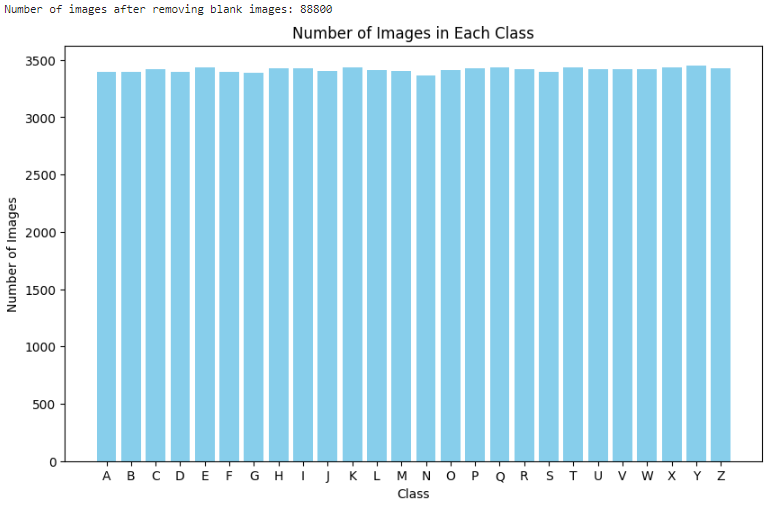 Number of images after removing blank images: 88800
Number of Images in Each Class
3500
3000
2500
2000
1500
1000
500
0
Number of Images
A B C D E F G H I J K L M N O P Q R S T U V W X Y Z
Class